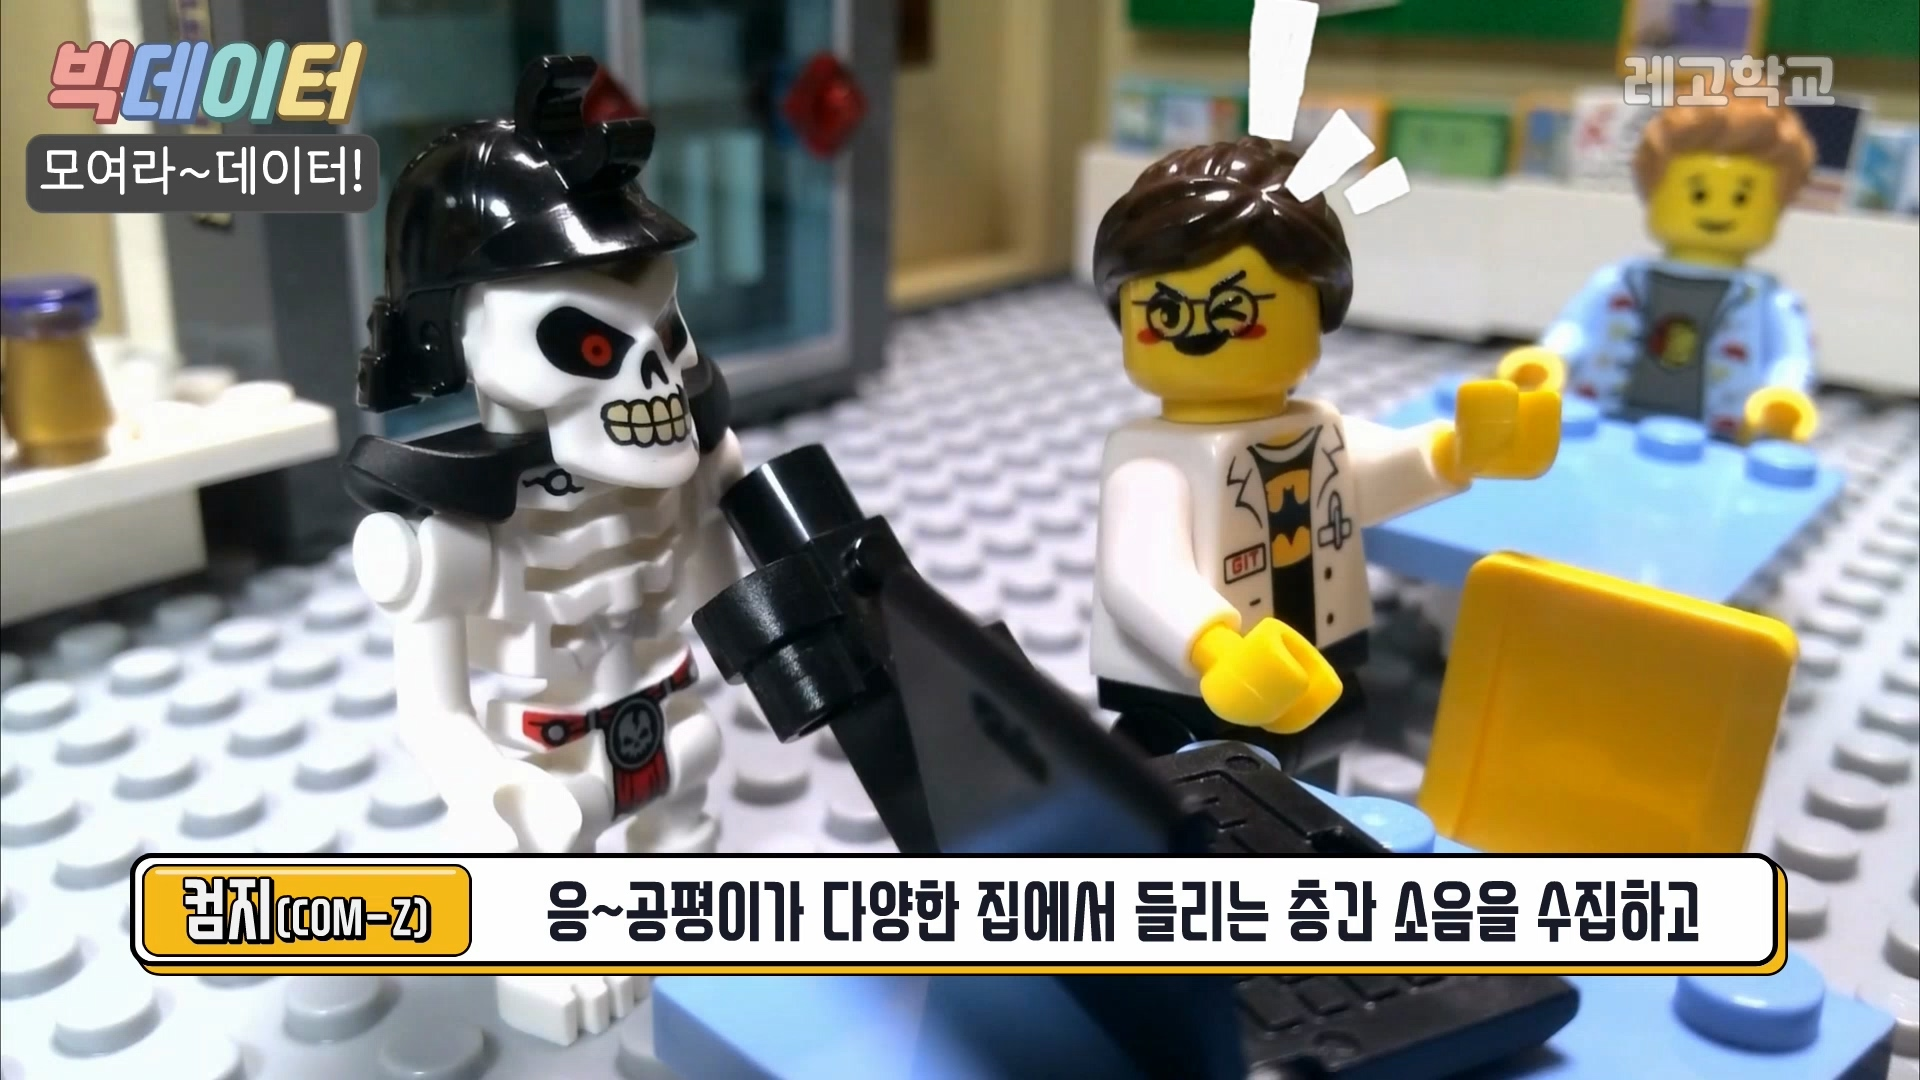 빅데이터
모여라~데이터!
레고학교
GIT
컴지(COM-Z)
응~공평이가 다양한 집에서 들리는 층간 소음을 수집하고